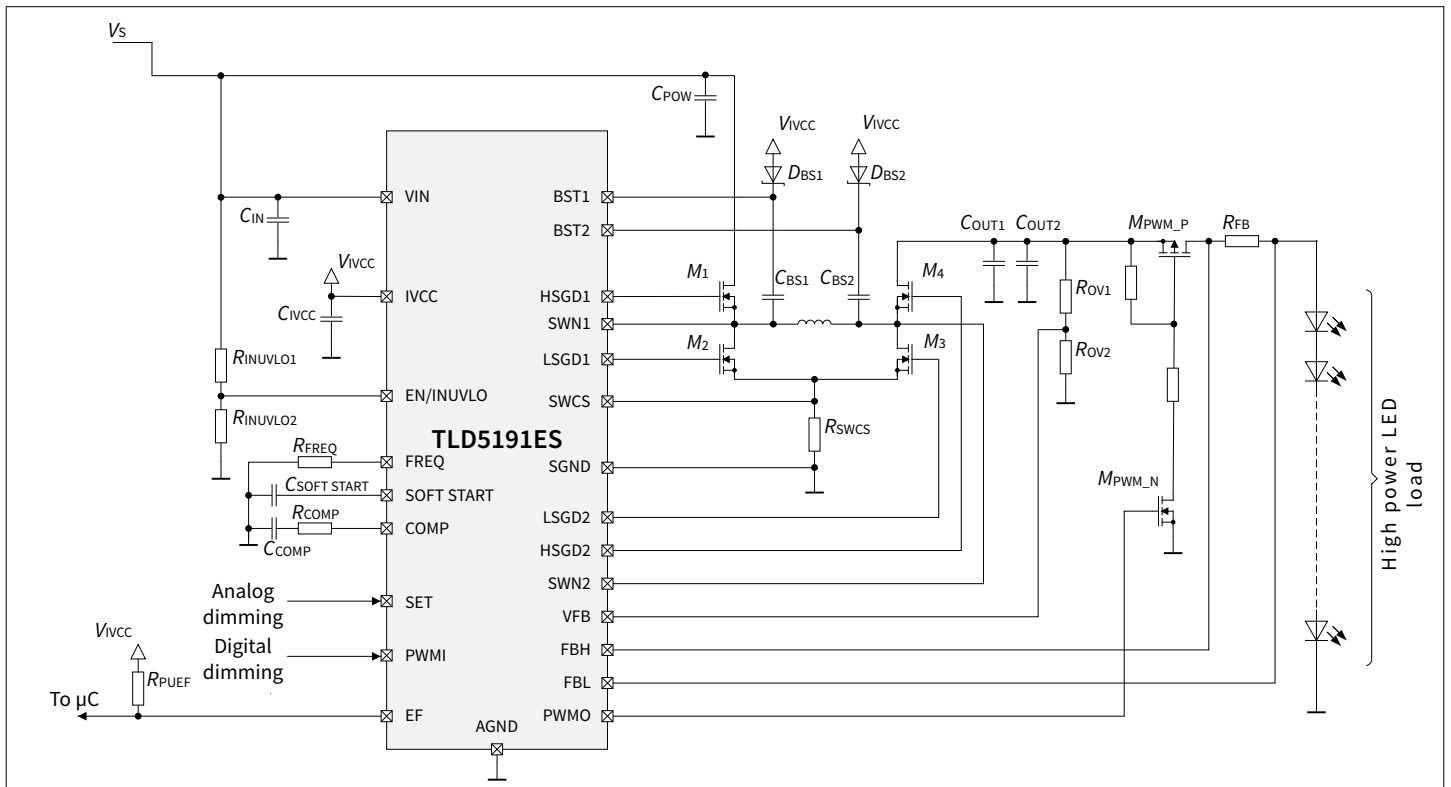 VS
CPOW
VIVCC
VIVCC
DBS1
DBS2
VIN
BST1
CIN
BST2
COUT1
COUT2
MPWM_P
RFB
VIVCC
M1
CBS1
CBS2
M4
IVCC
HSGD1
ROV1
CIVCC
SWN1
M2
M3
LSGD1
ROV2
RINUVLO1
EN/INUVLO
SWCS
RINUVLO2
RSWCS
TLD5191ES
RFREQ
FREQ
SGND
CSOFT START
SOFT START
MPWM_N
RCOMP
LSGD2
COMP
CCOMP
HSGD2
High power LED
load
SWN2
Analog
dimming
SET
VFB
VIVCC
Digital
dimming
PWMI
FBH
RPUEF
FBL
To µC
EF
PWMO
AGND